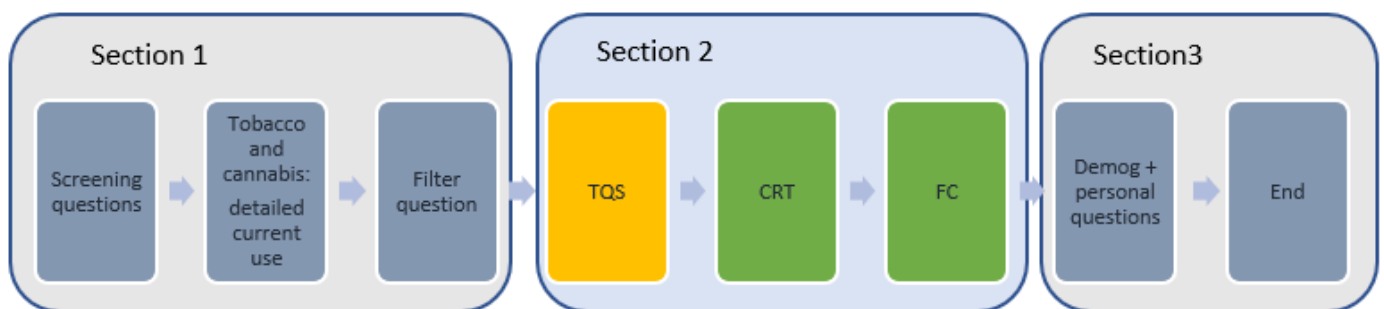 Section 1
Screening
questions
Tobacco
and
cannabis:
detailed
current
use
Filter
question
Section 2
TQS
CRT
FC
Section3
Demog +
personal
questions
End